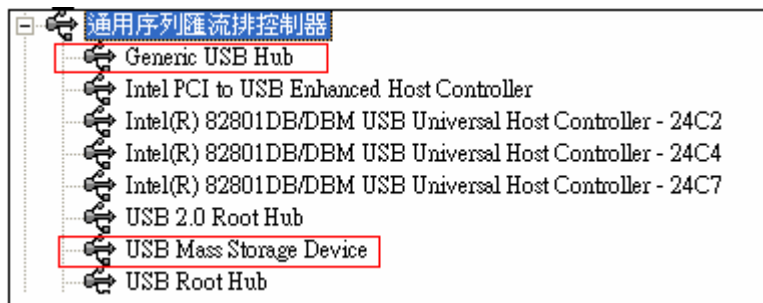 通用序列匯流排控制器
Generic USB Hub
Intel PCI to USB Enhanced Host Controller
Intel(R) 82801DB/DBM USB Universal Host Controller - 24C2
Intel(R) 82801DB/DBM USB Universal Host Controller - 24C4
Intel(R) 82801DB/DBM USB Universal Host Controller - 24C7
USB 2.0 Root Hub
USB Mass Storage Device
USB Root Hub